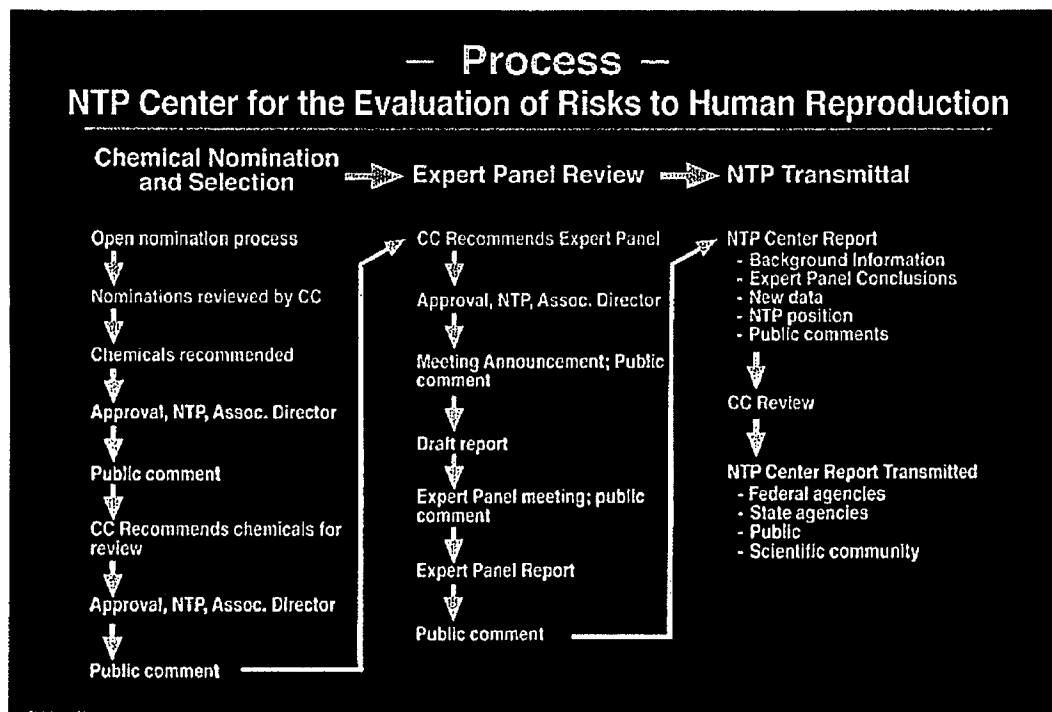 — Process —
NTP Center for the Evaluation of Risks to Human Reproduction
Chemical Nomination
and Selection
Expert Panel Review
NTP Transmittal
Open nomination process
Nominations reviewed by CC
Chemicals recommended
Approval, NTP, Assoc. Director
Public comment
CC Recommends chemicals for
review
Approval, NTP, Assoc. Director
Public comment
CC Recommends Expert Panel
Approval, NTP, Assoc. Director
Meeting Announcement; Public
comment
Draft report
Expert Panel meeting; public
comment
Expert Panel Report
Public comment
NTP Center Report
- Background Information
- Expert Panel Conclusions
- New data
- NTP position
- Public comments
CC Review
NTP Center Report Transmitted
- Federal agencies
- State agencies
- Public
- Scientific community